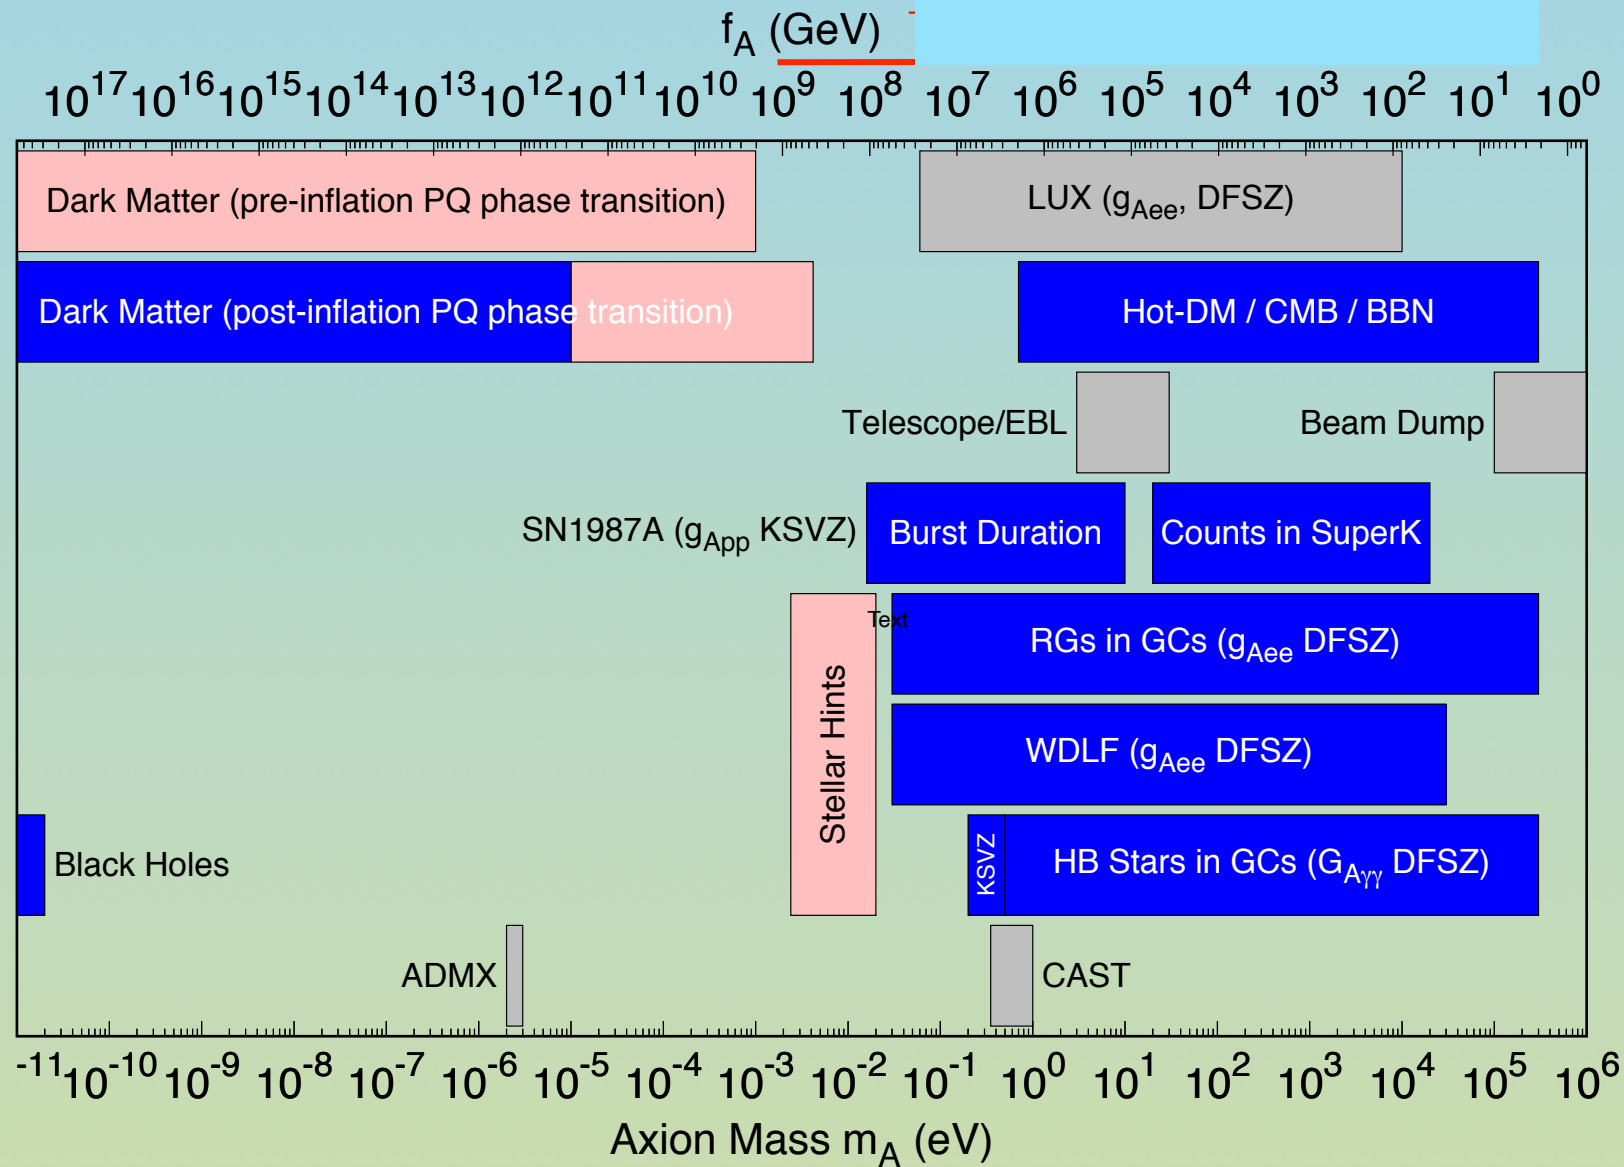 f_A (GeV)
10^17 10^16 10^15 10^14 10^13 10^12 10^11 10^10 10^9 10^8 10^7 10^6 10^5 10^4 10^3 10^2 10^1 10^0
Dark Matter (pre-inflation PQ phase transition)
LUX (g_Aee, DFSZ)
Dark Matter (post-inflation PQ phase transition)
Hot-DM / CMB / BBN
Telescope/EBL
Beam Dump
SN1987A (g_App KSVZ)
Burst Duration
Counts in SuperK
Text
RGs in GCs (g_Aee DFSZ)
Stellar Hints
WDLF (g_Aee DFSZ)
Black Holes
KSVZ
HB Stars in GCs (G_Aγγ DFSZ)
ADMX
CAST
-11 10^-10 10^-9 10^-8 10^-7 10^-6 10^-5 10^-4 10^-3 10^-2 10^-1 10^0 10^1 10^2 10^3 10^4 10^5 10^6
Axion Mass m_A (eV)